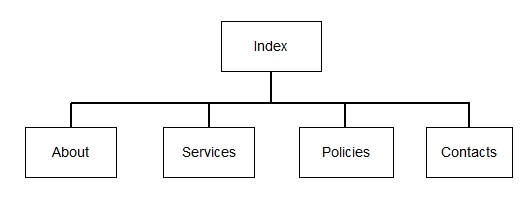 Index
About
Services
Policies
Contacts